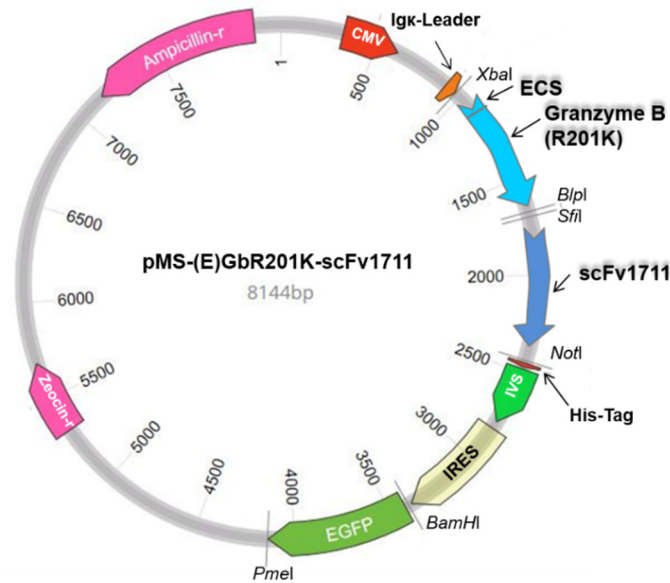 Ampicillin-r
CMV
Igκ-Leader
XbaI
ECS
Granzyme B
(R201K)
BlpI
SfiI
scFv1711
NotI
His-Tag
IVS
IRES
BamHI
EGFP
PmeI
Zeocin-r
pMS-(E)GbR201K-scFv1711
8144bp
1
500
1000
1500
2000
2500
3000
3500
4000
4500
5000
5500
6000
6500
7000
7500